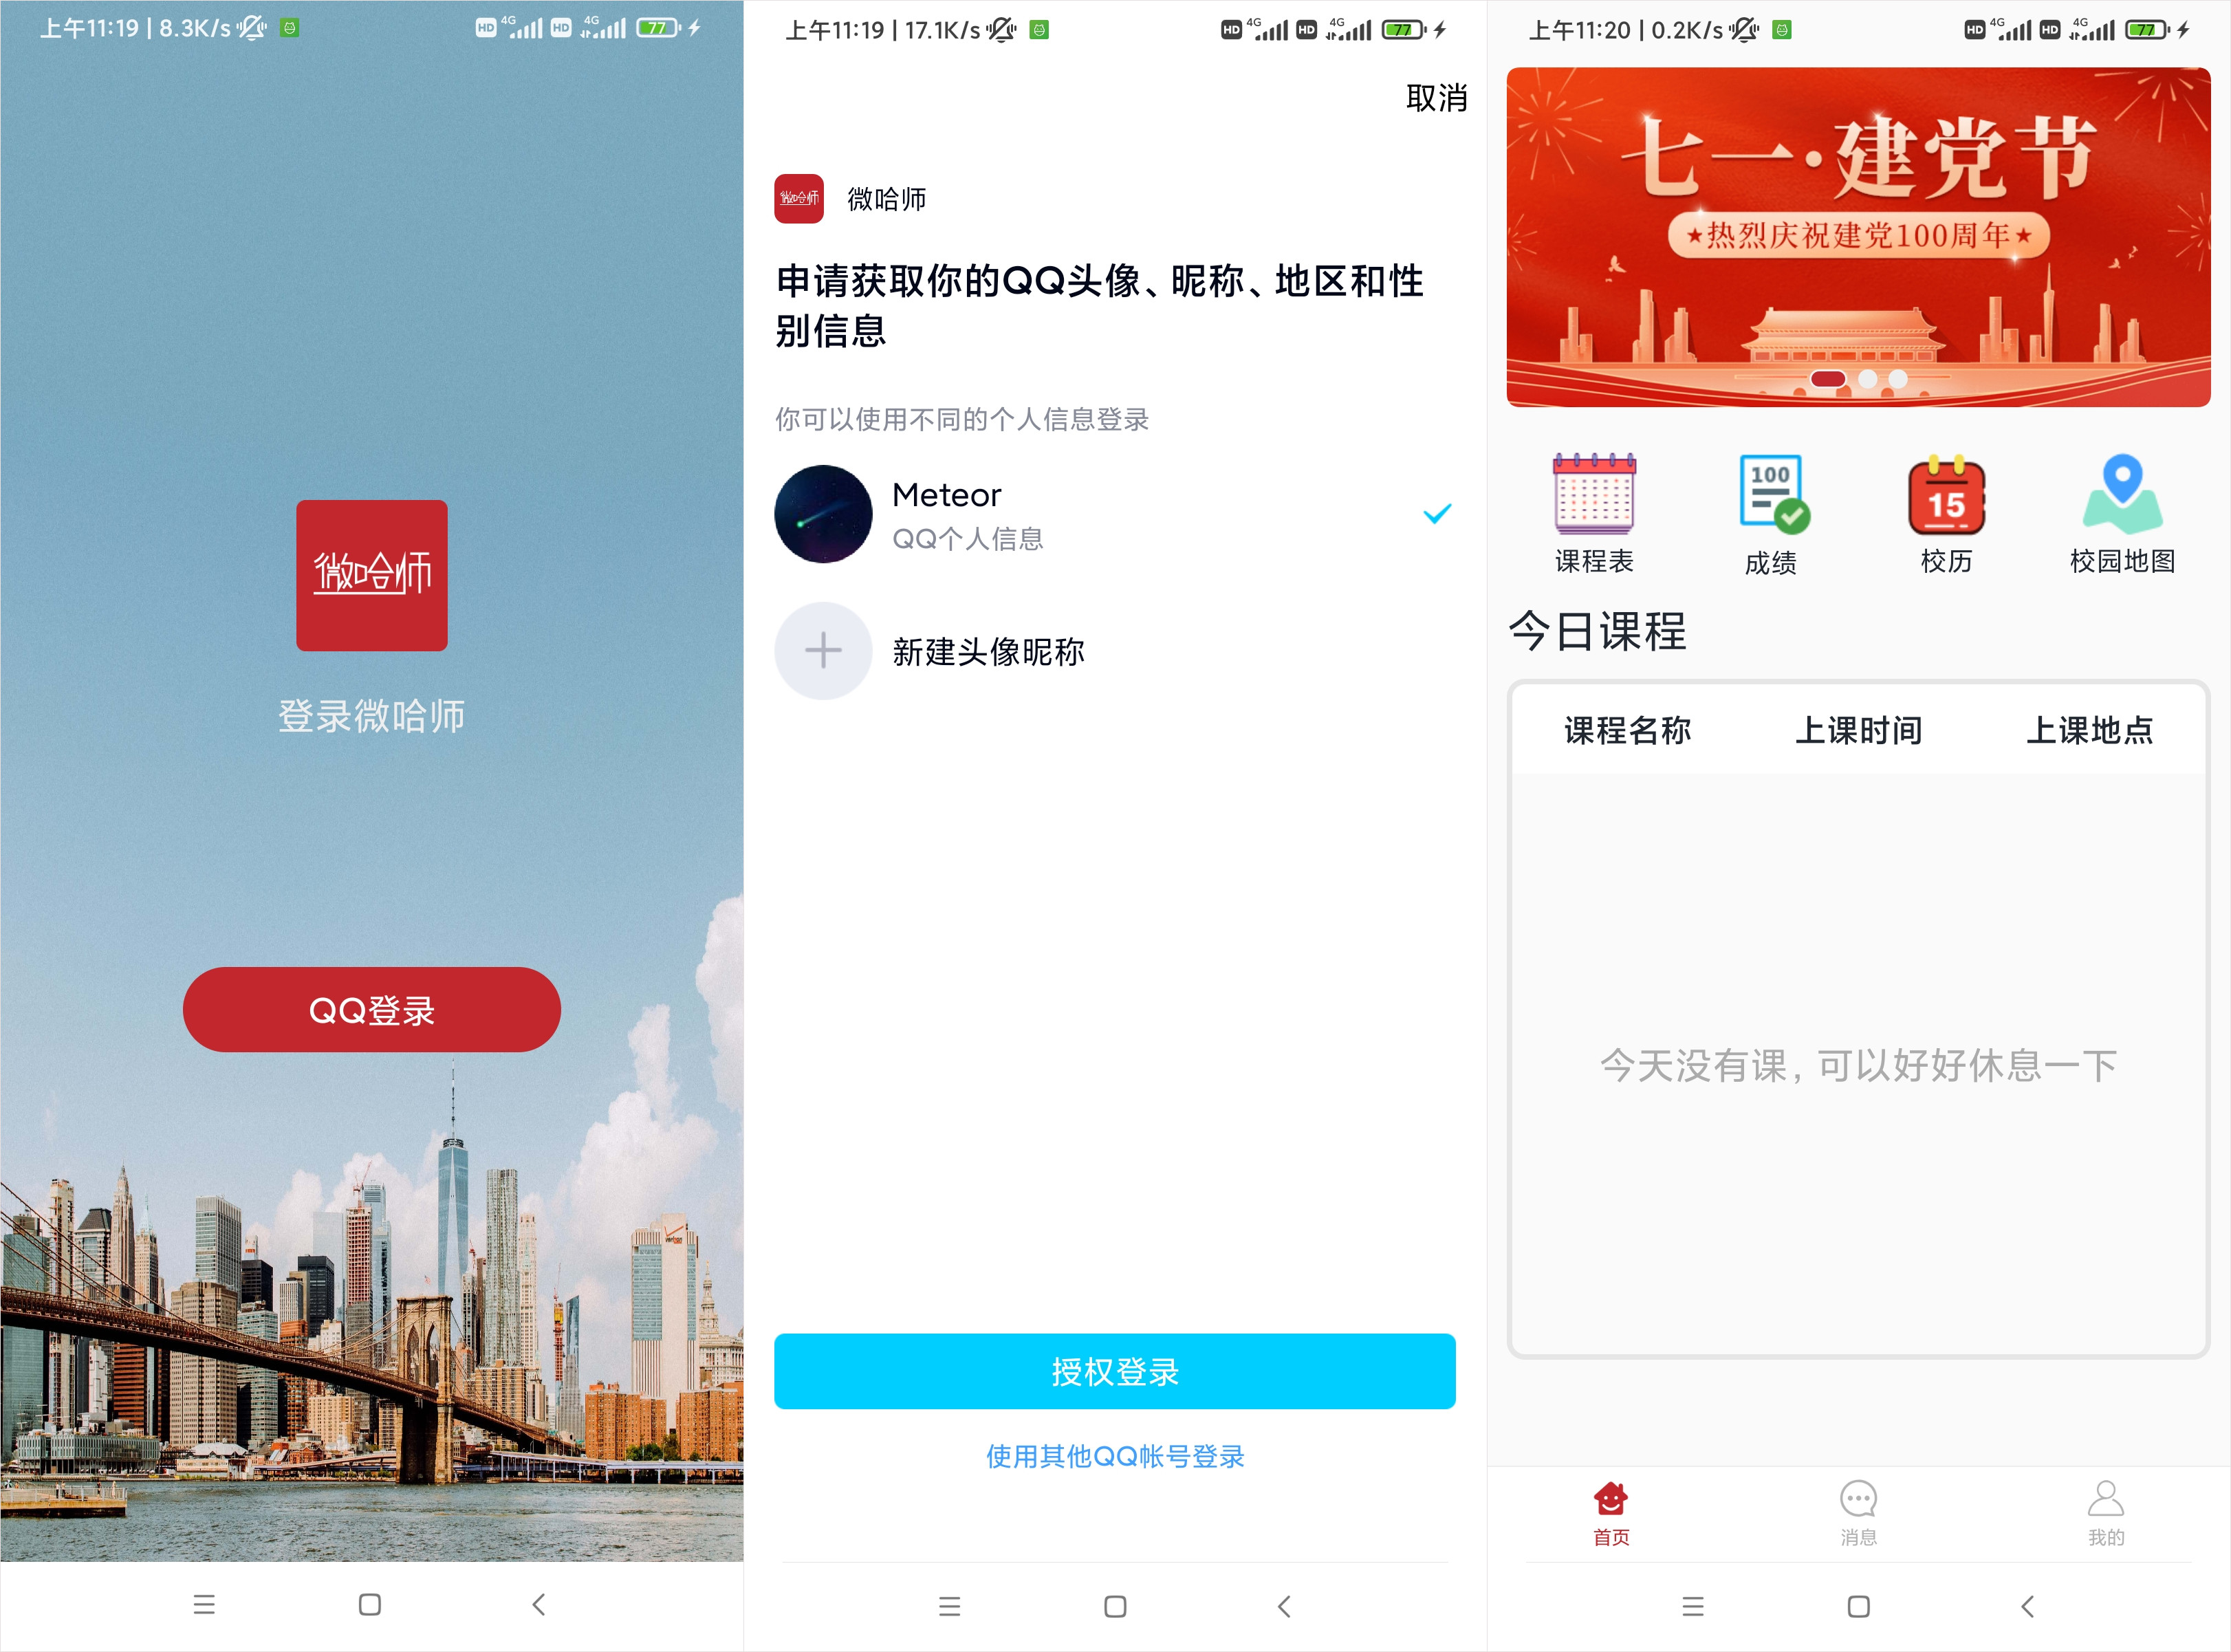 上午11:19 | 8.3K/s
HD 4G HD 4G 77
微哈师
登录微哈师
QQ登录
verizon
上午11:19 | 17.1K/s
HD 4G HD 4G 77
取消
微哈师
微哈师
申请获取你的QQ头像、昵称、地区和性
别信息
你可以使用不同的个人信息登录
Meteor
QQ个人信息
新建头像昵称
授权登录
使用其他QQ帐号登录
上午11:20 | 0.2K/s
HD 4G HD 4G 77
七一·建党节
★热烈庆祝建党100周年★
100
15
课程表 成绩 校历 校园地图
今日课程
课程名称 上课时间 上课地点
今天没有课，可以好好休息一下
首页 消息 我的